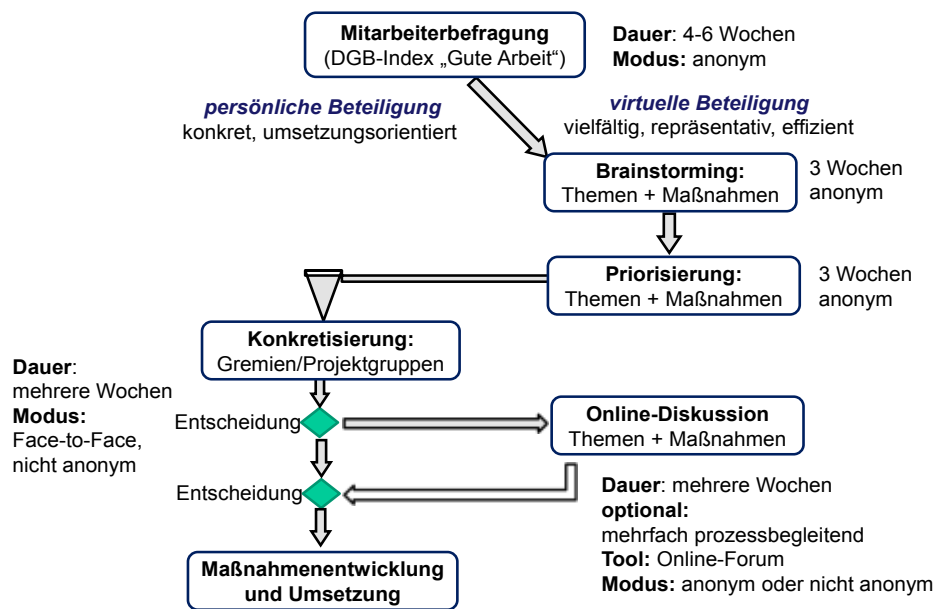 Mitarbeiterbefragung
(DGB-Index „Gute Arbeit“)
Dauer: 4-6 Wochen
Modus: anonym
persönliche Beteiligung
konkret, umsetzungsorientiert
virtuelle Beteiligung
vielfältig, repräsentativ, effizient
Brainstorming:
Themen + Maßnahmen
3 Wochen
anonym
Priorisierung:
Themen + Maßnahmen
3 Wochen
anonym
Konkretisierung:
Gremien/Projektgruppen
Dauer:
mehrere Wochen
Modus:
Face-to-Face,
nicht anonym
Entscheidung
Online-Diskussion
Themen + Maßnahmen
Entscheidung
Dauer: mehrere Wochen
optional:
mehrfach prozessbegleitend
Tool: Online-Forum
Modus: anonym oder nicht anonym
Maßnahmenentwicklung
und Umsetzung